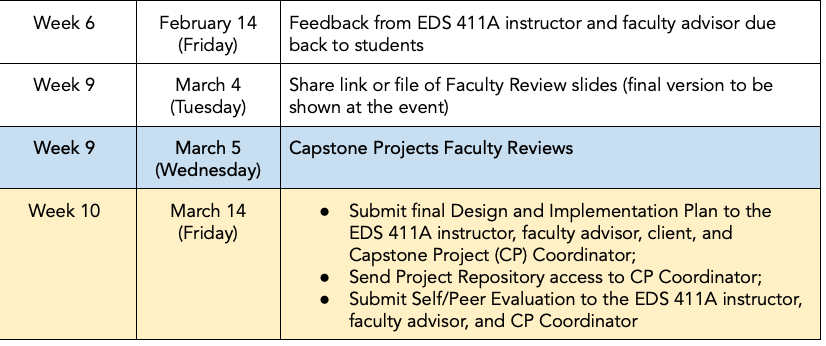 Week 6
February 14
(Friday)
Feedback from EDS 411A instructor and faculty advisor due
back to students
Week 9
March 4
(Tuesday)
Share link or file of Faculty Review slides (final version to be
shown at the event)
Week 9
March 5
(Wednesday)
Capstone Projects Faculty Reviews
Week 10
March 14
(Friday)
● Submit final Design and Implementation Plan to the
EDS 411A instructor, faculty advisor, client, and
Capstone Project (CP) Coordinator;
● Send Project Repository access to CP Coordinator;
● Submit Self/Peer Evaluation to the EDS 411A instructor,
faculty advisor, and CP Coordinator